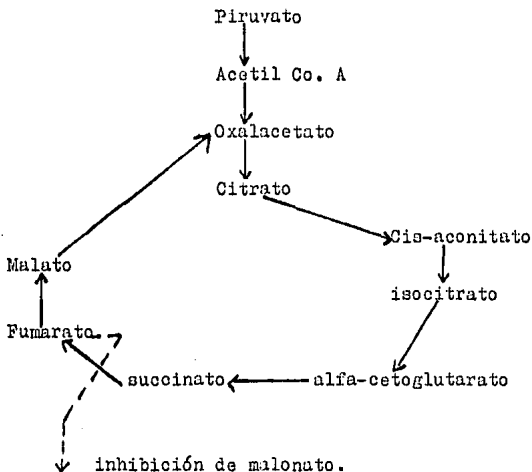 Piruvato
Acetil Co. A
Oxalacetato
Citrato
Cis-aconitato
Malato
isocitrato
Fumarato.
succinato
alfa-cetoglutarato
inhibición de malonato.